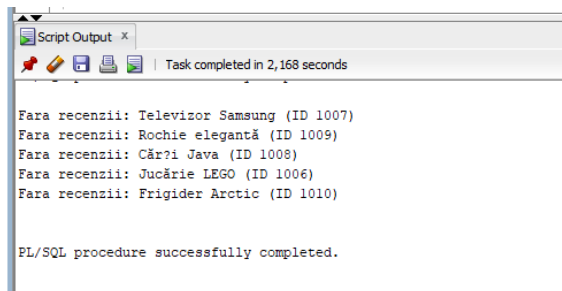 Script Output x
Task completed in 2,168 seconds
Fara recenzii: Televizor Samsung (ID 1007)
Fara recenzii: Rochie elegantă (ID 1009)
Fara recenzii: Căr?i Java (ID 1008)
Fara recenzii: Jucărie LEGO (ID 1006)
Fara recenzii: Frigider Arctic (ID 1010)
PL/SQL procedure successfully completed.